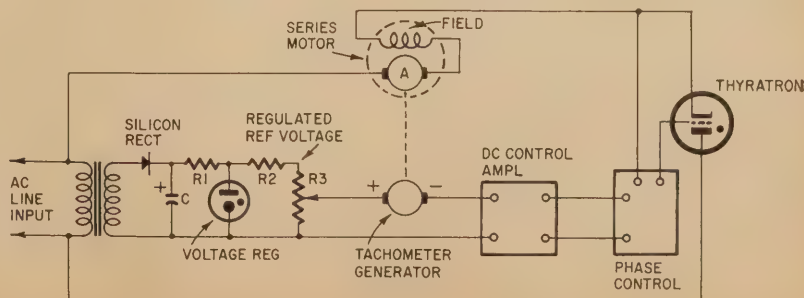 SERIES
MOTOR
FIELD
A
THYRATRON
SILICON
RECT
REGULATED
REF VOLTAGE
R1
R2
R3
DC CONTROL
AMPL
AC
LINE
INPUT
+
C
+
−
VOLTAGE REG
TACHOMETER
GENERATOR
PHASE
CONTROL